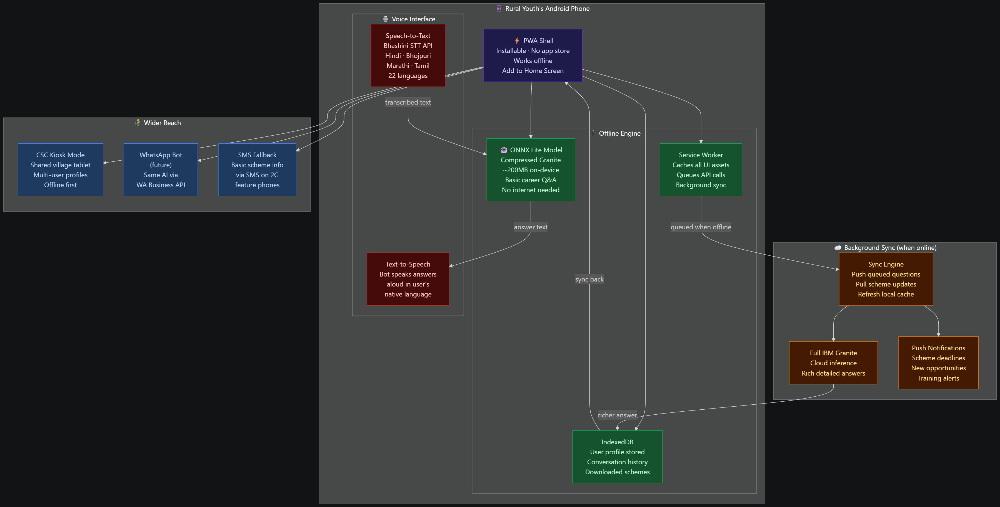 Rural Youth's Android Phone
Voice Interface
Speech-to-Text
Bhashini STT API
Hindi · Bhojpuri
Marathi · Tamil
22 languages
⚡ PWA Shell
Installable · No app store
Works offline
Add to Home Screen
transcribed text
Wider Reach
CSC Kiosk Mode
Shared village tablet
Multi-user profiles
Offline first
WhatsApp Bot
(future)
Same AI via
WA Business API
SMS Fallback
Basic scheme info
via SMS on 2G
feature phones
Offline Engine
ONNX Lite Model
Compressed Granite
~200MB on-device
Basic career Q&A
No internet needed
Service Worker
Caches all UI assets
Queues API calls
Background sync
answer text
queued when offline
Text-to-Speech
Bot speaks answers
aloud in user's
native language
sync back
Background Sync (when online)
Sync Engine
Push queued questions
Pull scheme updates
Refresh local cache
Full IBM Granite
Cloud inference
Rich detailed answers
Push Notifications
Scheme deadlines
New opportunities
Training alerts
richer answer
IndexedDB
User profile stored
Conversation history
Downloaded schemes